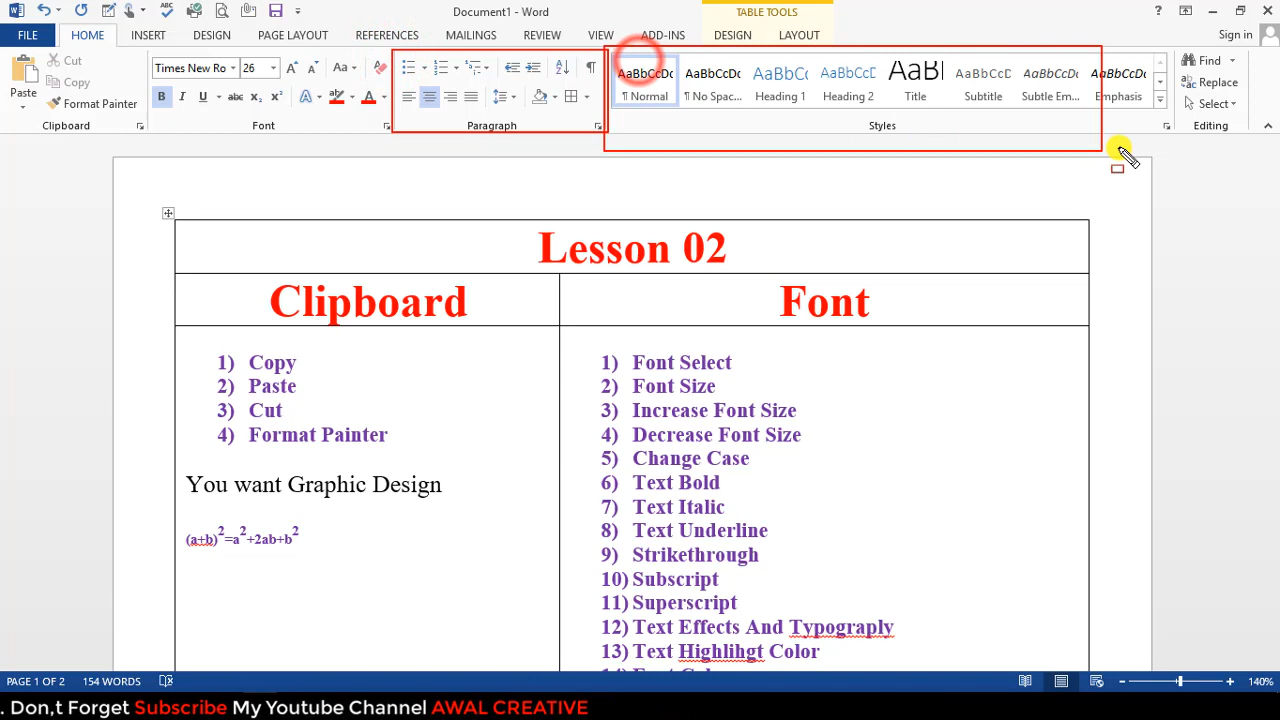 Document1 - Word
TABLE TOOLS
Sign in
FILE HOME INSERT DESIGN PAGE LAYOUT REFERENCES MAILINGS REVIEW VIEW ADD-INS DESIGN LAYOUT
Paste
Cut
Copy
Format Painter
Clipboard
Times New Ro 26
Font
Paragraph
AaBbCcDc AaBbCcDc AaBbCc AaBbCcD AaBl AaBbCcD AaBbCcDc AaBbCcDc
¶ Normal ¶ No Spac... Heading 1 Heading 2 Title Subtitle Subtle Em... Emphasis
Styles
Find
Replace
Select
Editing
Lesson 02
Clipboard
1) Copy
2) Paste
3) Cut
4) Format Painter
You want Graphic Design
(a+b)²=a²+2ab+b²
Font
1) Font Select
2) Font Size
3) Increase Font Size
4) Decrease Font Size
5) Change Case
6) Text Bold
7) Text Italic
8) Text Underline
9) Strikethrough
10) Subscript
11) Superscript
12) Text Effects And Typograply
13) Text Highlihgt Color
PAGE 1 OF 2 154 WORDS 140%
. Don,t Forget Subscribe My Youtube Channel AWAL CREATIVE